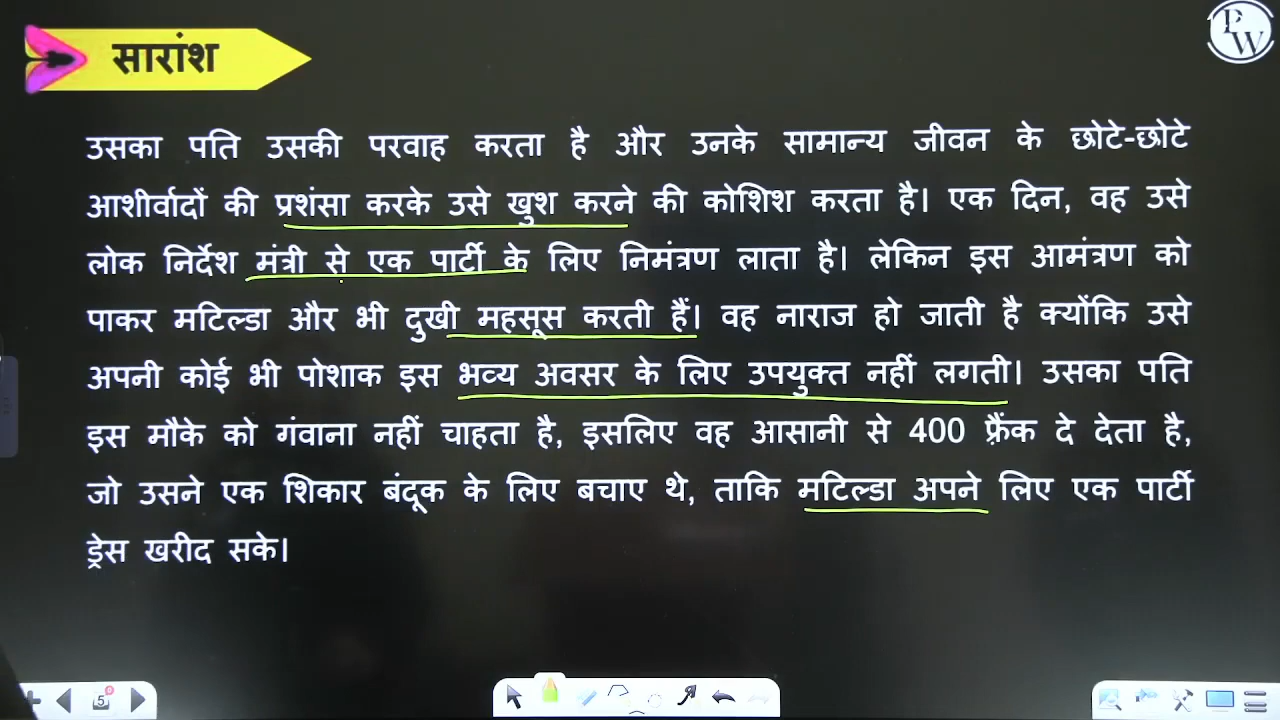 सारांश
PW
उसका पति उसकी परवाह करता है और उनके सामान्य जीवन के छोटे-छोटे
आशीर्वादों की प्रशंसा करके उसे खुश करने की कोशिश करता है। एक दिन, वह उसे
लोक निर्देश मंत्री से एक पार्टी के लिए निमंत्रण लाता है। लेकिन इस आमंत्रण को
पाकर मटिल्डा और भी दुखी महसूस करती हैं। वह नाराज हो जाती है क्योंकि उसे
अपनी कोई भी पोशाक इस भव्य अवसर के लिए उपयुक्त नहीं लगती। उसका पति
इस मौके को गंवाना नहीं चाहता है, इसलिए वह आसानी से 400 फ्रैंक दे देता है,
जो उसने एक शिकार बंदूक के लिए बचाए थे, ताकि मटिल्डा अपने लिए एक पार्टी
ड्रेस खरीद सके।
5